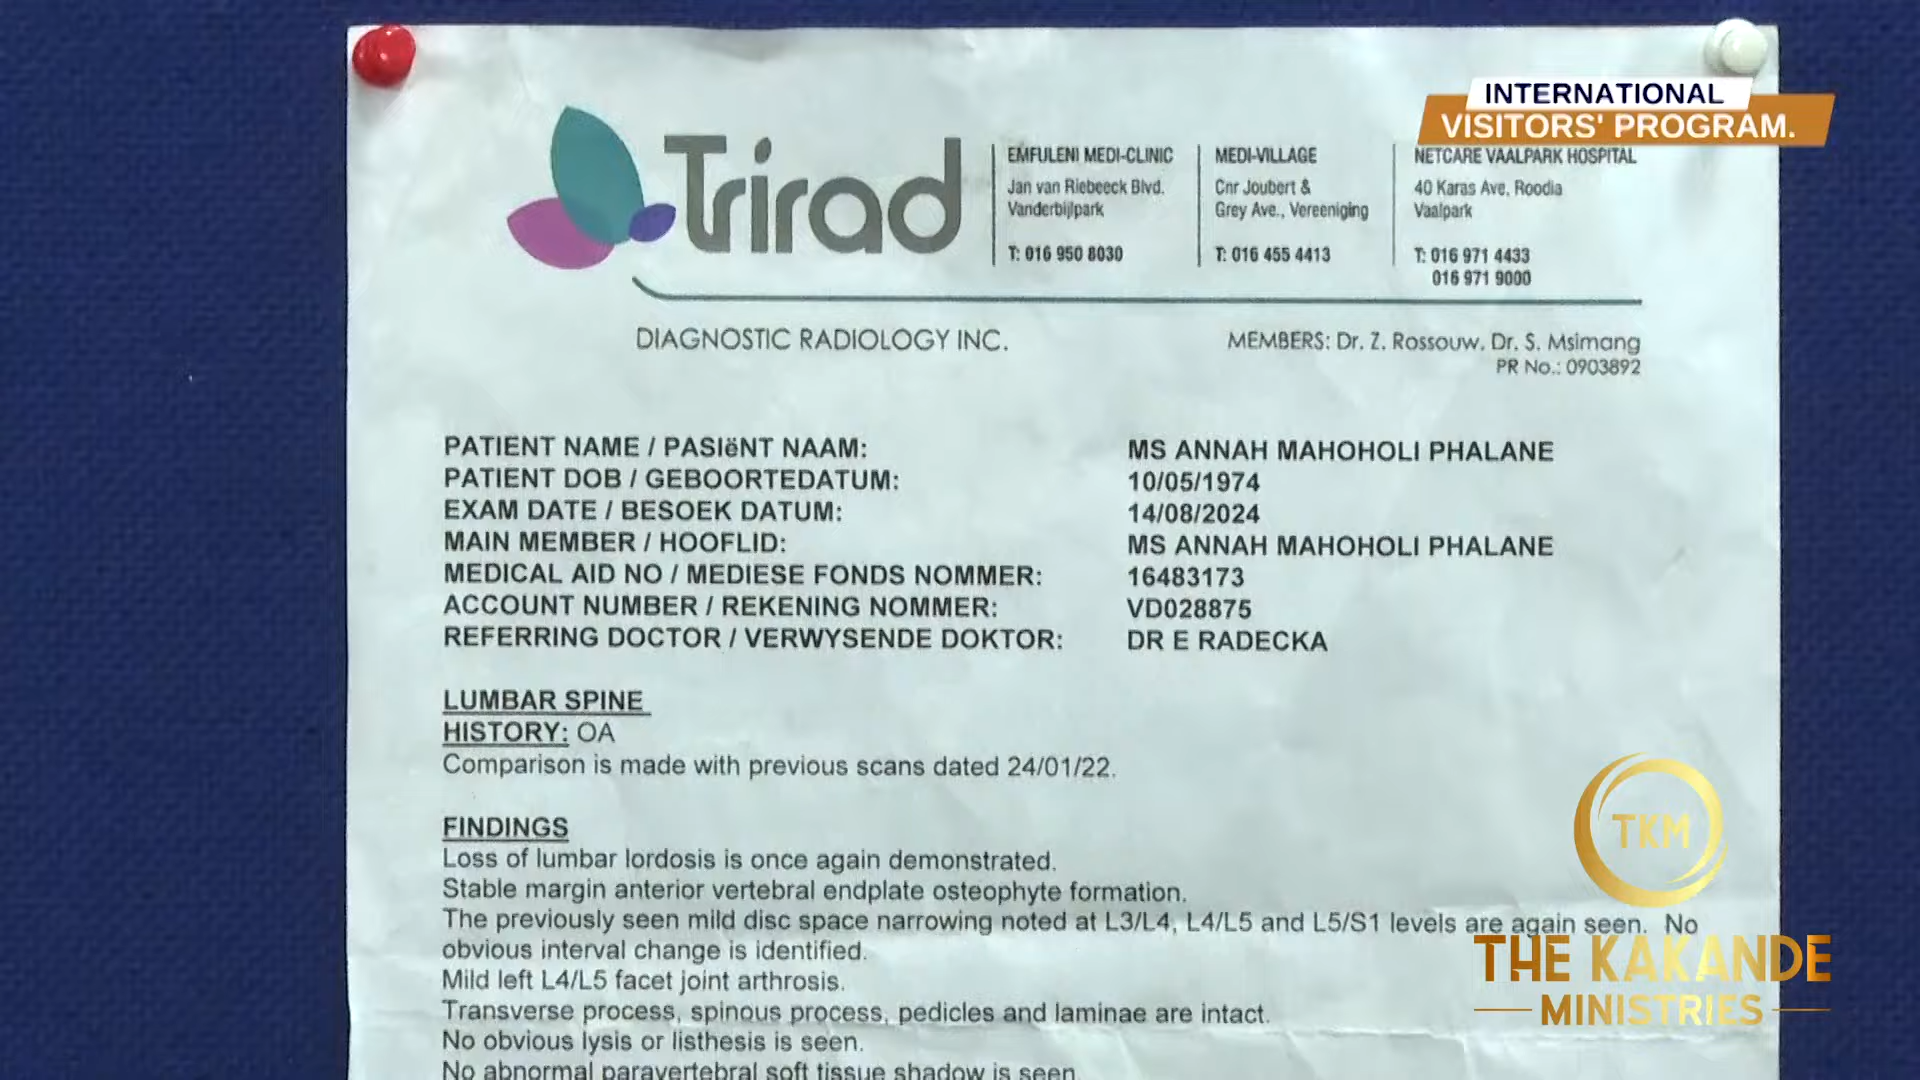 INTERNATIONAL
VISITORS' PROGRAM.
Trirad
EMFULENI MEDI-CLINIC
Jan van Riebeeck Blvd.
Vanderbijlpark
T: 016 950 8030
MEDI-VILLAGE
Cnr Joubert &
Grey Ave., Vereeniging
T: 016 455 4413
NETCARE VAALPARK HOSPITAL
40 Karas Ave, Roodia
Vaalpark
T: 016 971 4433
016 971 9000
DIAGNOSTIC RADIOLOGY INC.
MEMBERS: Dr. Z. Rossouw, Dr. S. Msimang
PR No.: 0903892
PATIENT NAME / PASIëNT NAAM: MS ANNAH MAHOHOLI PHALANE
PATIENT DOB / GEBOORTEDATUM: 10/05/1974
EXAM DATE / BESOEK DATUM: 14/08/2024
MAIN MEMBER / HOOFLID: MS ANNAH MAHOHOLI PHALANE
MEDICAL AID NO / MEDIESE FONDS NOMMER: 16483173
ACCOUNT NUMBER / REKENING NOMMER: VD028875
REFERRING DOCTOR / VERWYSENDE DOKTOR: DR E RADECKA
LUMBAR SPINE
HISTORY: OA
Comparison is made with previous scans dated 24/01/22.
FINDINGS
Loss of lumbar lordosis is once again demonstrated.
Stable margin anterior vertebral endplate osteophyte formation.
The previously seen mild disc space narrowing noted at L3/L4, L4/L5 and L5/S1 levels are again seen. No
obvious interval change is identified.
Mild left L4/L5 facet joint arthrosis.
Transverse process, spinous process, pedicles and laminae are intact.
No obvious lysis or listhesis is seen.
No abnormal paravertebral soft tissue shadow is seen.
TKM
THE KAKANDE
MINISTRIES